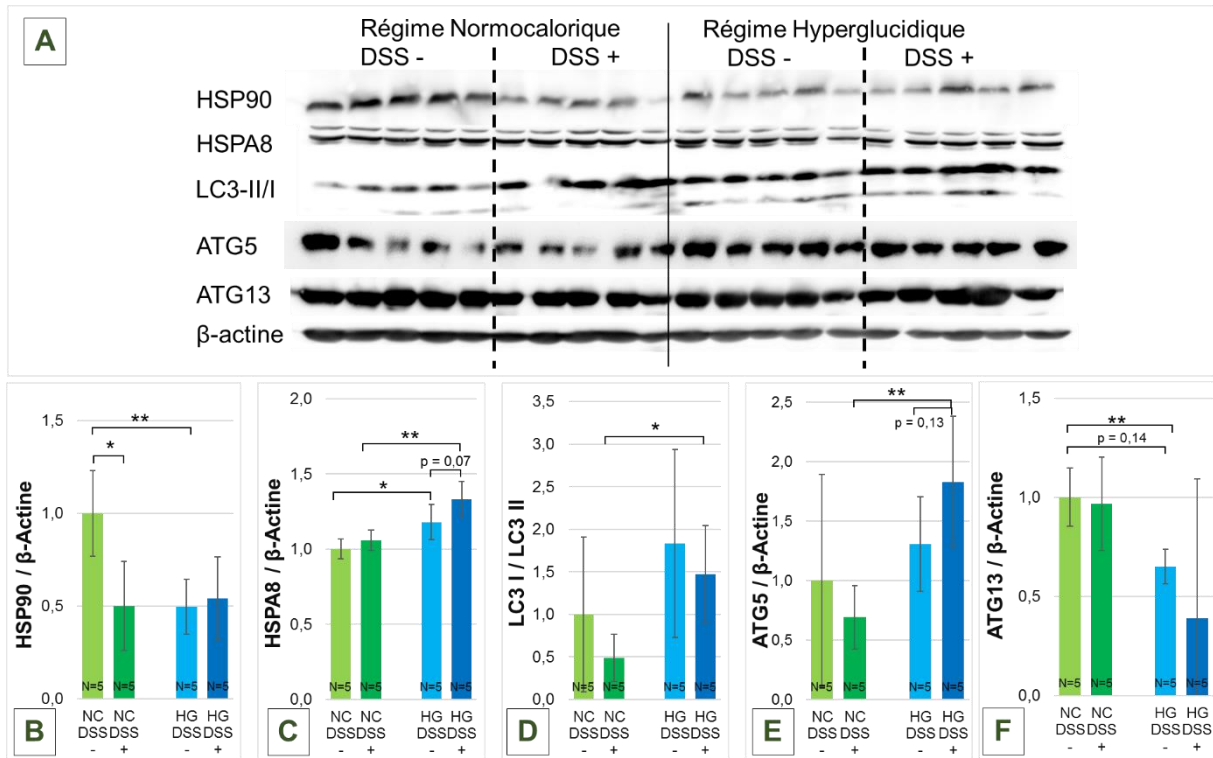 A
Régime Normocalorique
Régime Hyperglucidique
DSS -
DSS +
DSS -
DSS +
HSP90
HSPA8
LC3-II/I
ATG5
ATG13
β-actine
HSP90 / β-Actine
1,5
1,0
0,5
0,0
**
*
N=5
N=5
N=5
N=5
NC DSS -
NC DSS +
HG DSS -
HG DSS +
B
HSPA8 / β-Actine
2,0
1,5
1,0
0,5
0,0
**
p = 0,07
*
N=5
N=5
N=5
N=5
NC DSS -
NC DSS +
HG DSS -
HG DSS +
C
LC3 I / LC3 II
3,5
3,0
2,5
2,0
1,5
1,0
0,5
0,0
*
N=5
N=5
N=5
N=5
NC DSS -
NC DSS +
HG DSS -
HG DSS +
D
ATG5 / β-Actine
2,5
2,0
1,5
1,0
0,5
0,0
**
p = 0,13
N=5
N=5
N=5
N=5
NC DSS -
NC DSS +
HG DSS -
HG DSS +
E
ATG13 / β-Actine
1,5
1,0
0,5
0,0
**
p = 0,14
N=5
N=5
N=5
N=5
NC DSS -
NC DSS +
HG DSS -
HG DSS +
F